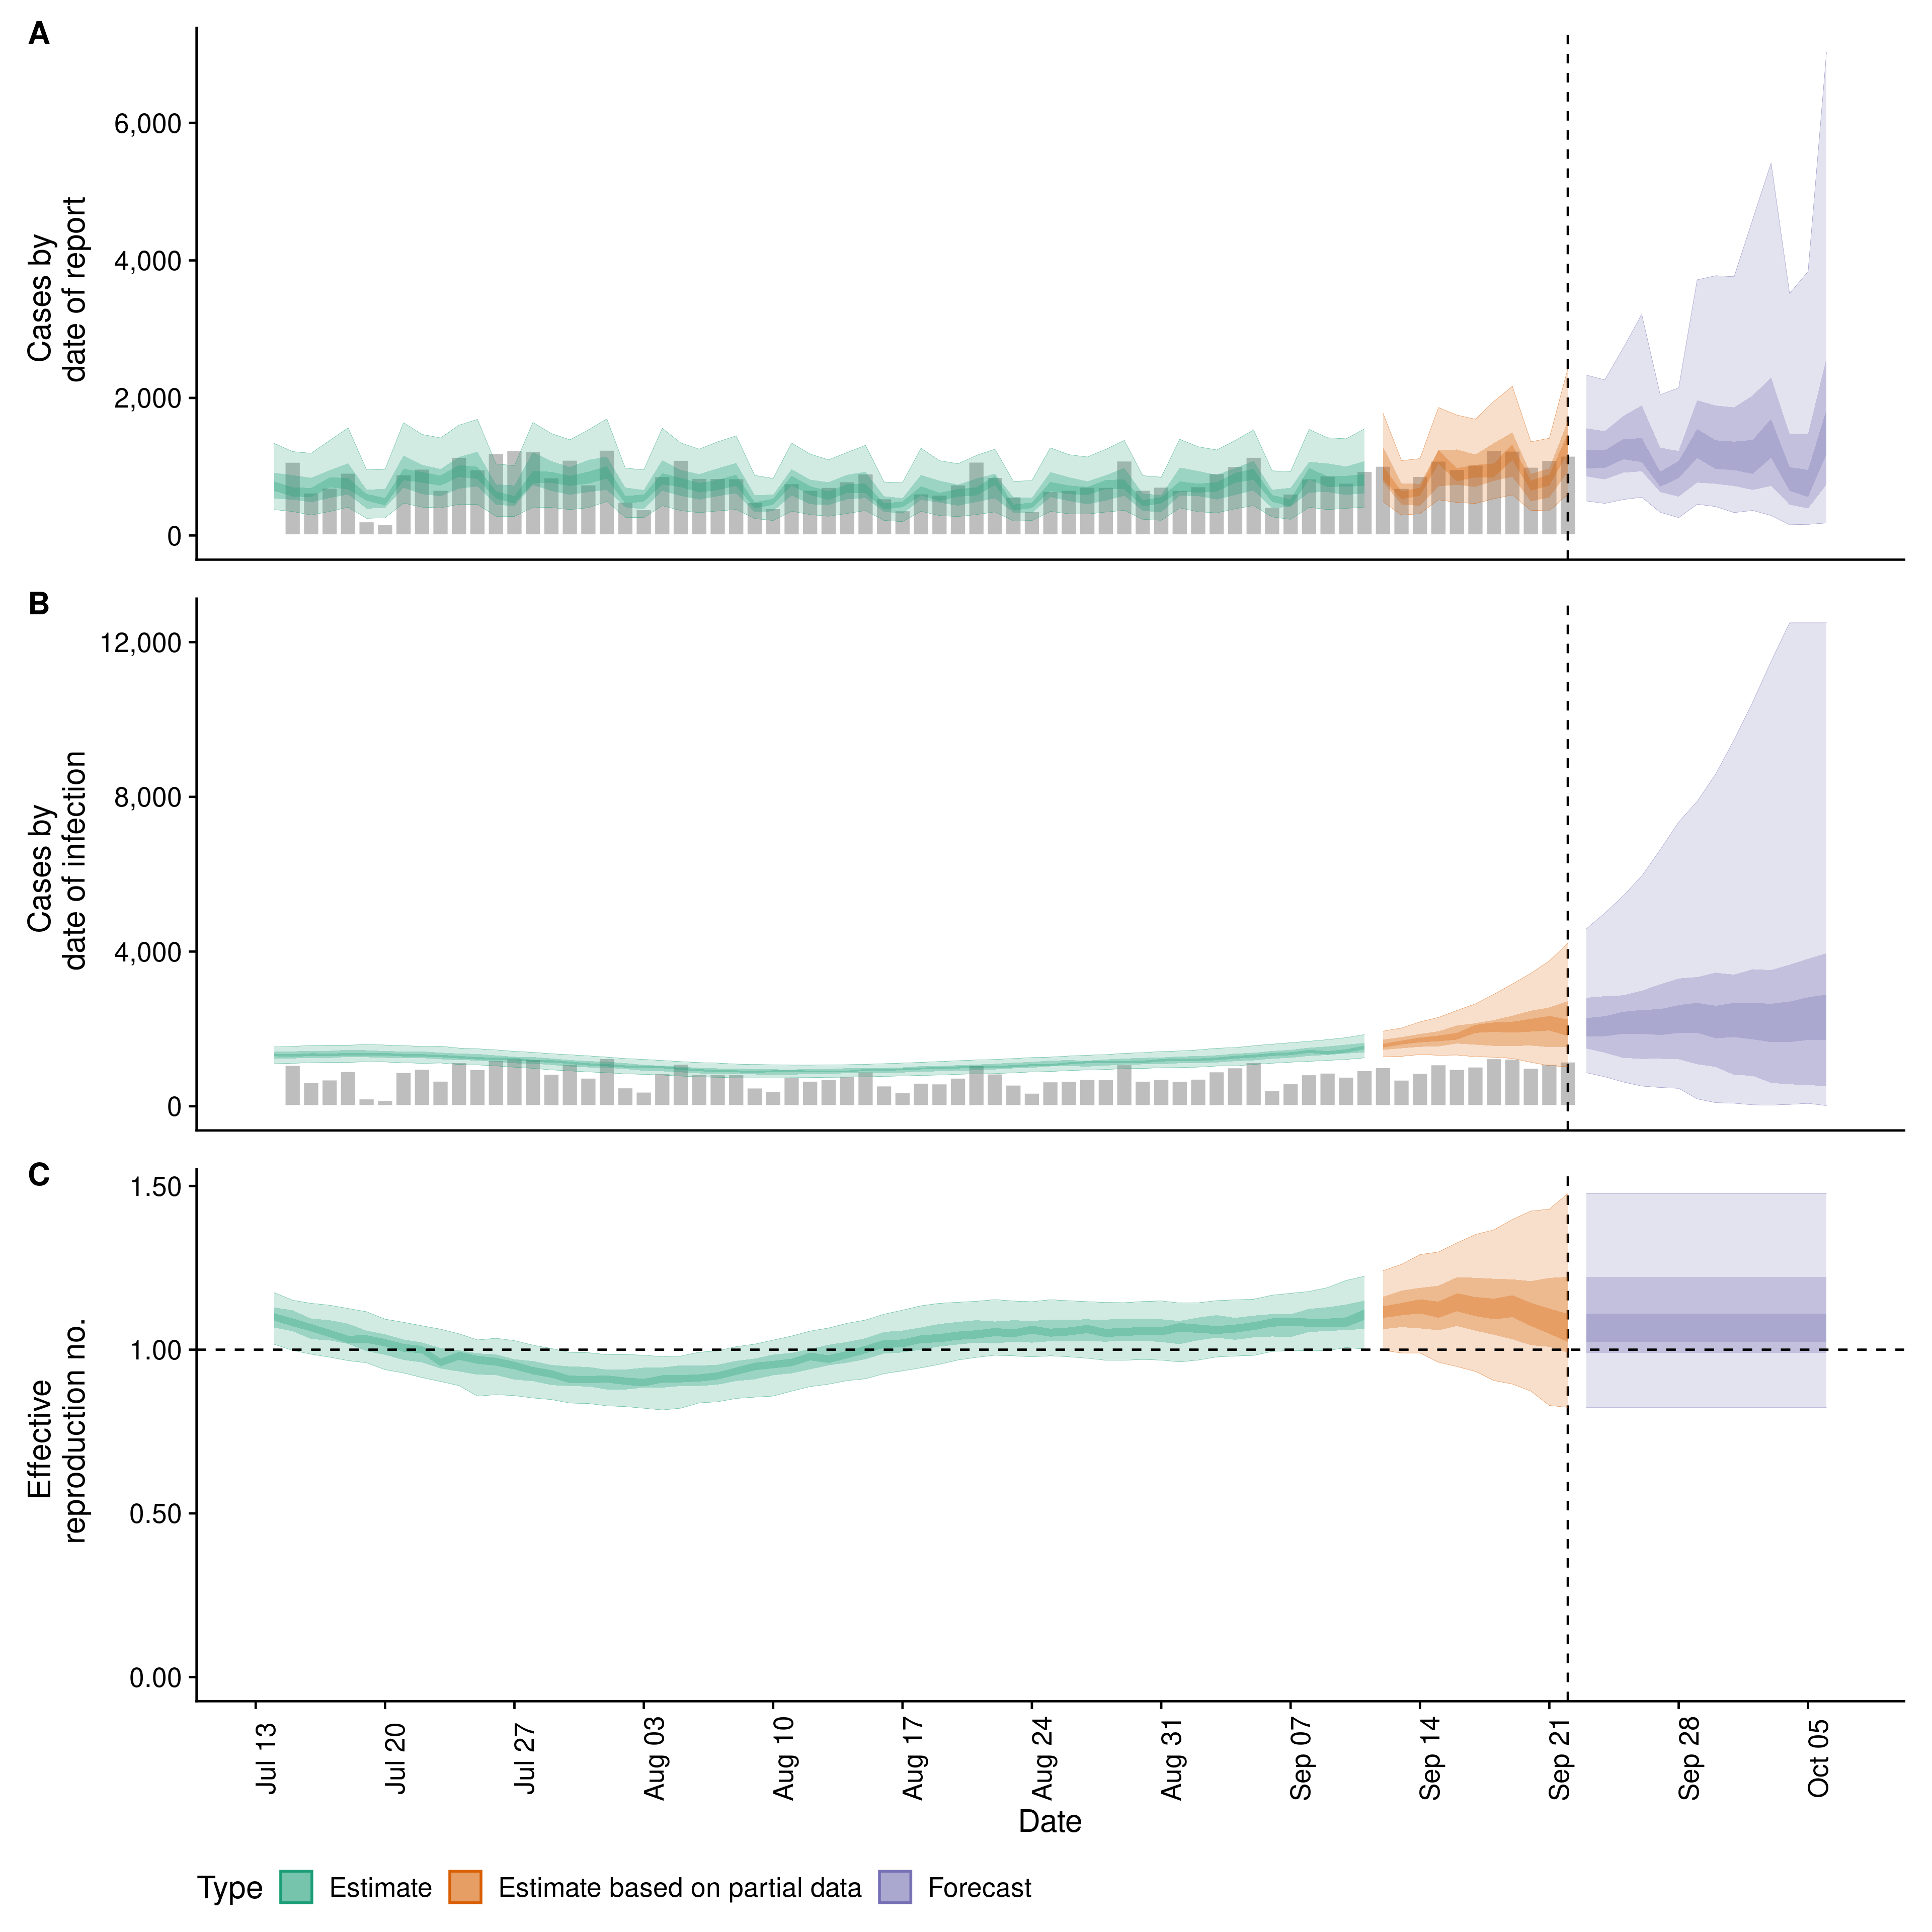 A
6,000
4,000
2,000
0
Cases by
date of report
B
12,000
8,000
4,000
0
Cases by
date of infection
C
1.50
1.00
0.50
0.00
Effective
reproduction no.
Jul 13
Jul 20
Jul 27
Aug 03
Aug 10
Aug 17
Aug 24
Aug 31
Sep 07
Sep 14
Sep 21
Sep 28
Oct 05
Date
Type Estimate Estimate based on partial data Forecast